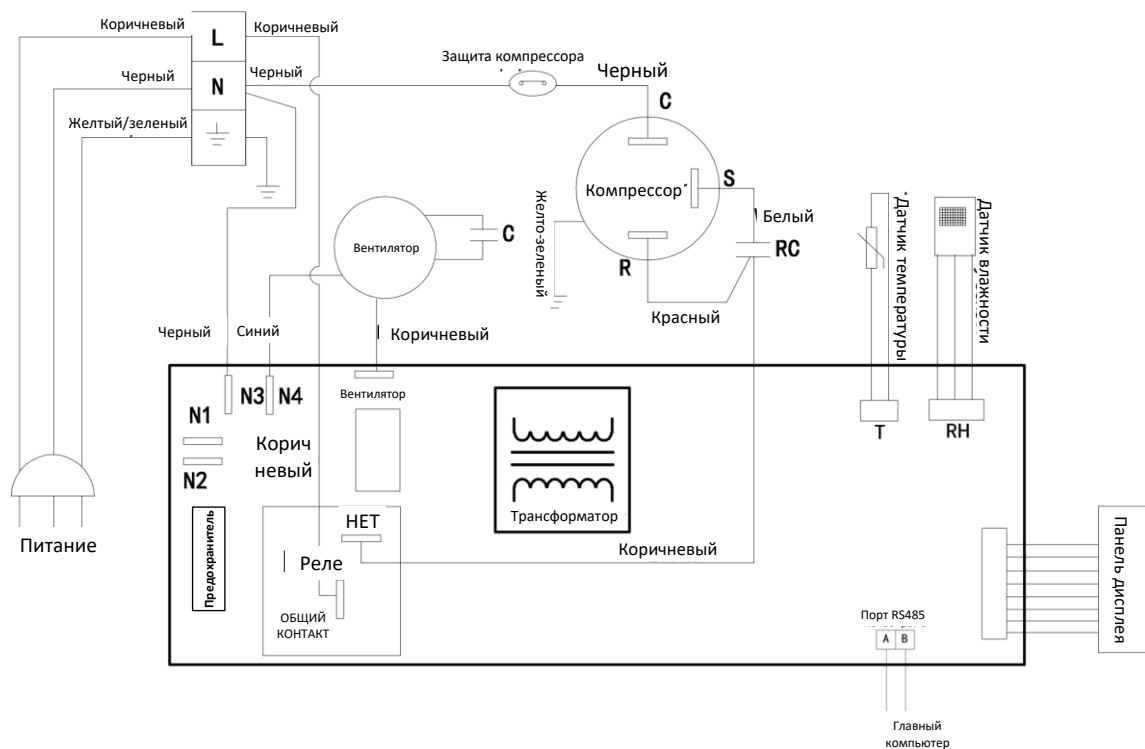 Коричневый
L
Коричневый
Черный
N
Черный
Желтый/зеленый
Защита компрессора
Черный
C
Компрессор
S
Белый
RC
R
Красный
Желто-зеленый
Вентилятор
C
Датчик температуры
Датчик влажности
Черный
Синий
Коричневый
N3
N4
Вентилятор
N1
N2
Корич
невый
T
RH
Питание
Предохранитель
НЕТ
Реле
ОБЩИЙ
КОНТАКТ
Трансформатор
Коричневый
Панель дисплея
Порт RS485
A
B
Главный
компьютер